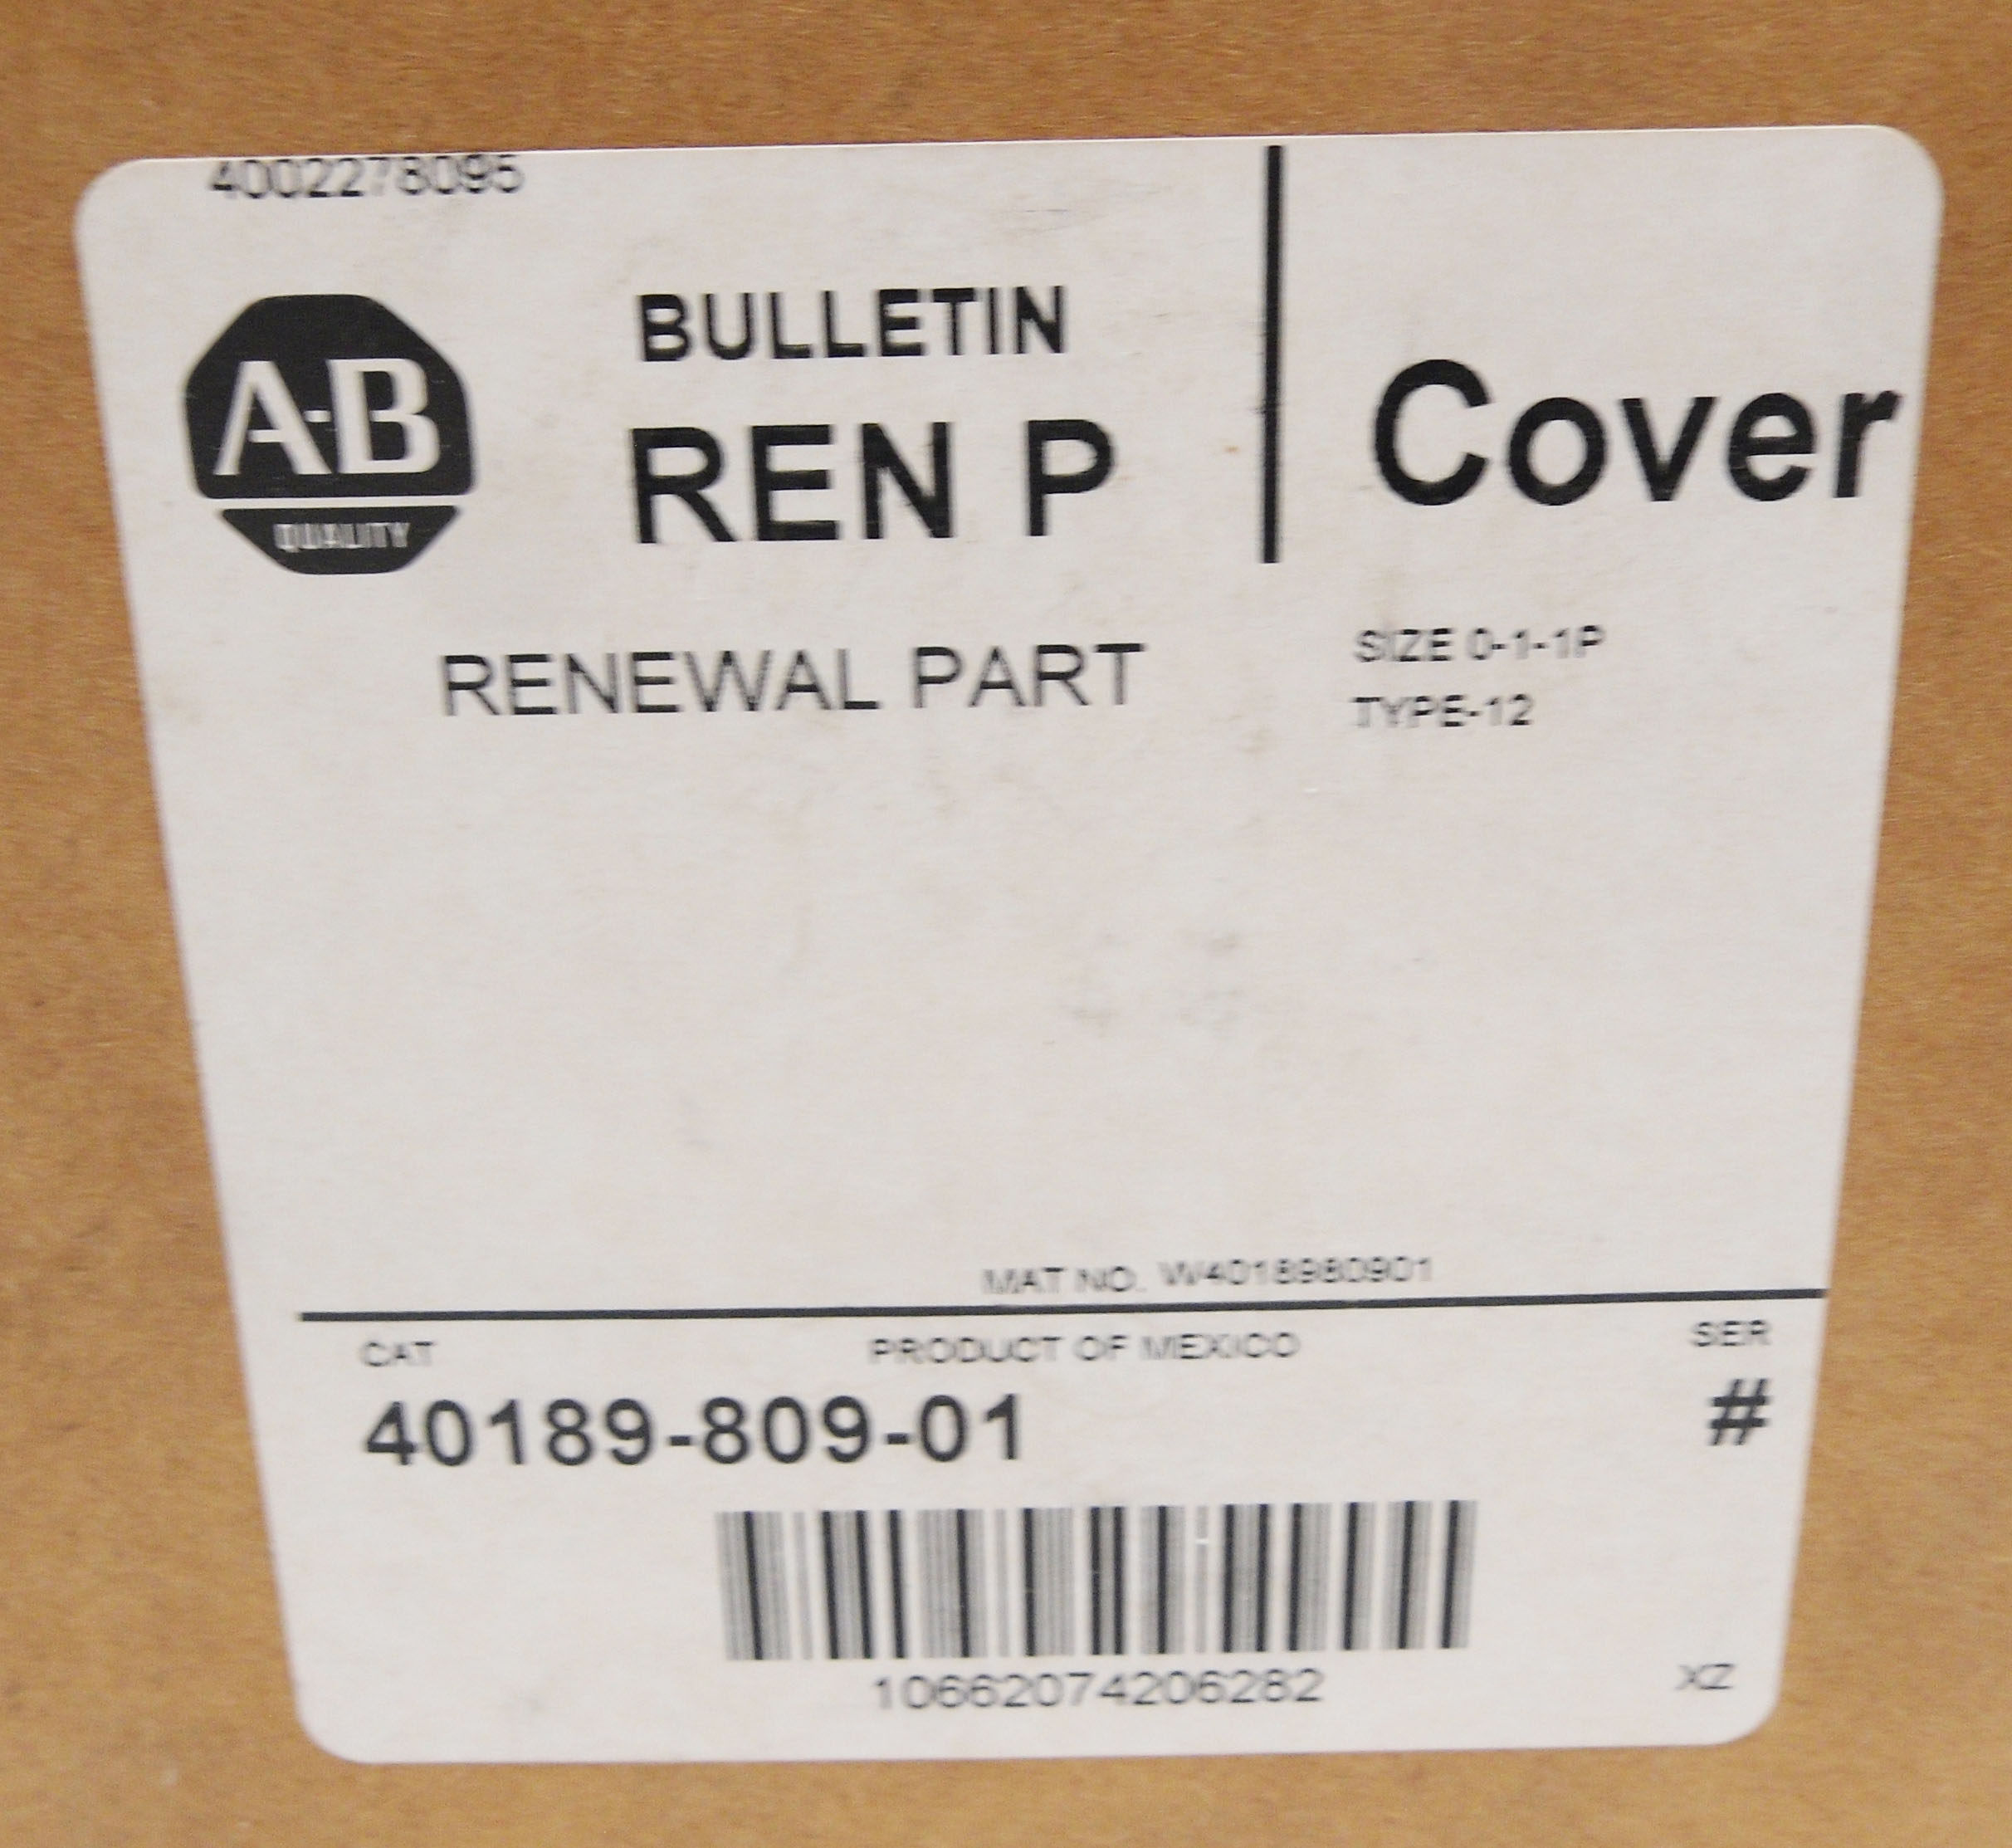 4002278095
A-B
QUALITY
BULLETIN
REN P
Cover
RENEWAL PART
SIZE 0-1-1P
TYPE-12
MAT NO. W4018980901
CAT
PRODUCT OF MEXICO
SER
40189-809-01
#
10662074206282
XZ